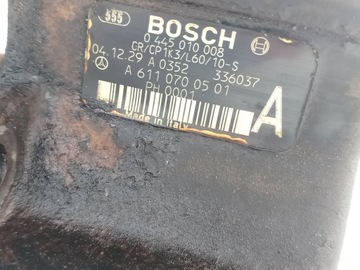 555
BOSCH
0 445 010 008
CR/CP1K3/L60/10-S
04.12.29 A 0352 336037
A 611 070 05 01
PH 0001
A
Made in Italy